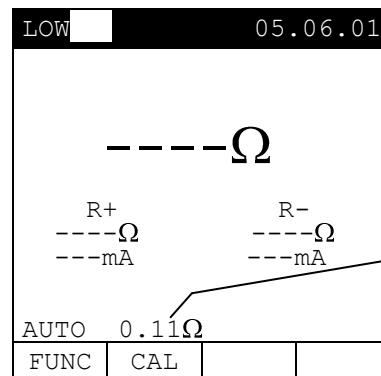 LOW 05.06.01
----Ω
R+ R-
----Ω ----Ω
---mA ---mA
AUTO 0.11Ω
FUNC CAL